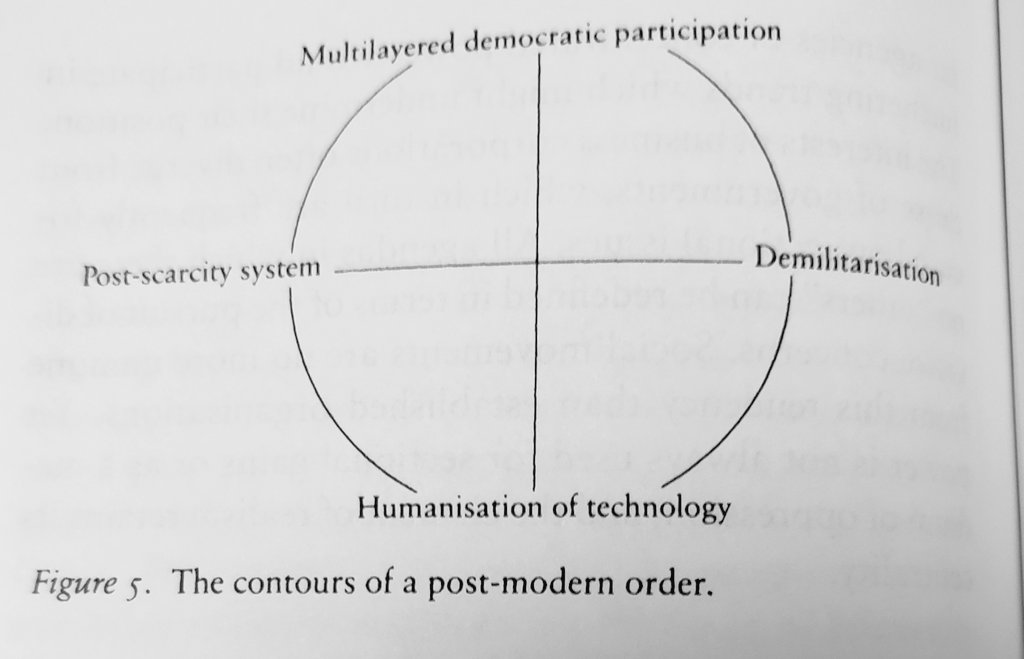 Multilayered democratic participation
Post-scarcity system
Demilitarisation
Humanisation of technology
Figure 5. The contours of a post-modern order.